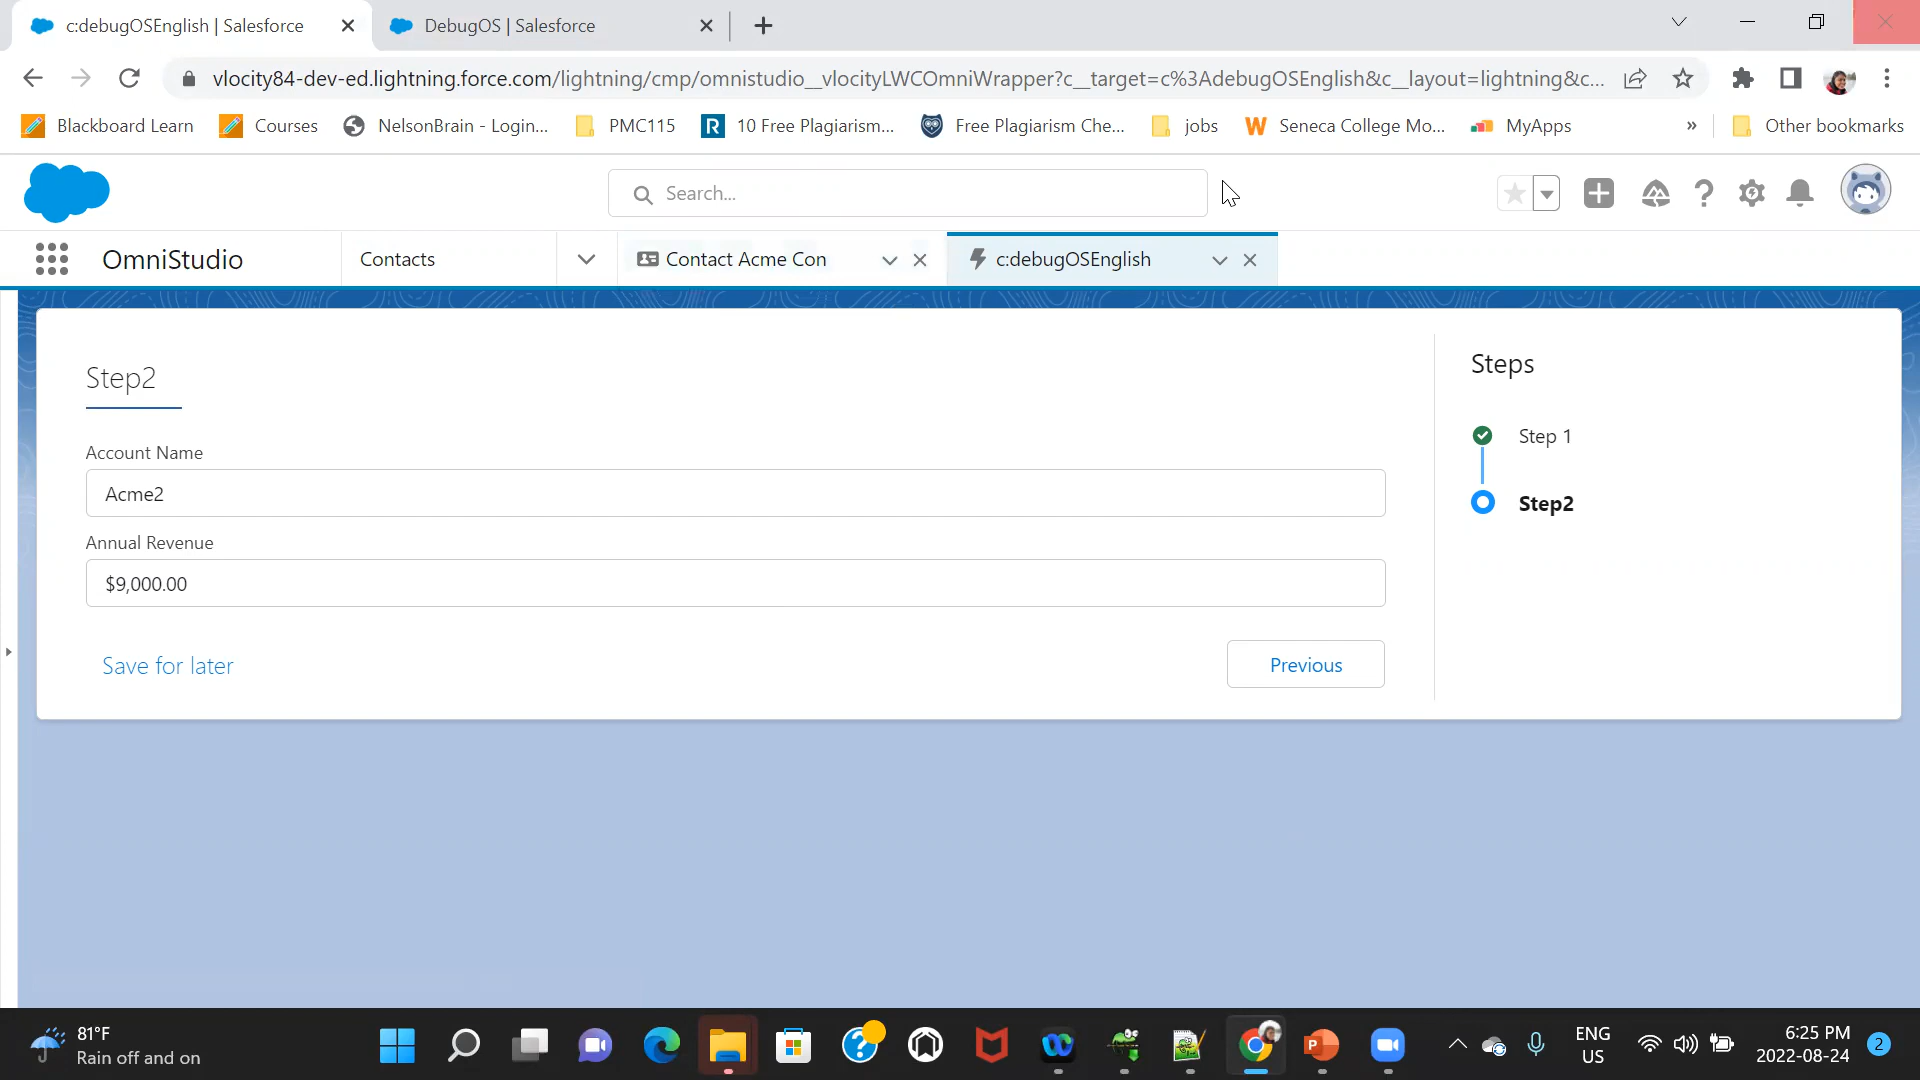 c:debugOSEnglish | Salesforce
DebugOS | Salesforce
vlocity84-dev-ed.lightning.force.com/lightning/cmp/omnistudio__vlocityLWCOmniWrapper?c__target=c%3AdebugOSEnglish&c__layout=lightning&c...
Blackboard Learn
Courses
NelsonBrain - Login...
PMC115
R
10 Free Plagiarism...
Free Plagiarism Che...
jobs
W
Seneca College Mo...
MyApps
»
Other bookmarks
Search...
OmniStudio
Contacts
Contact Acme Con
c:debugOSEnglish
Step2
Account Name
Acme2
Annual Revenue
$9,000.00
Save for later
Previous
Steps
Step 1
Step2
81°F
Rain off and on
P
ENG
US
6:25 PM
2022-08-24
2